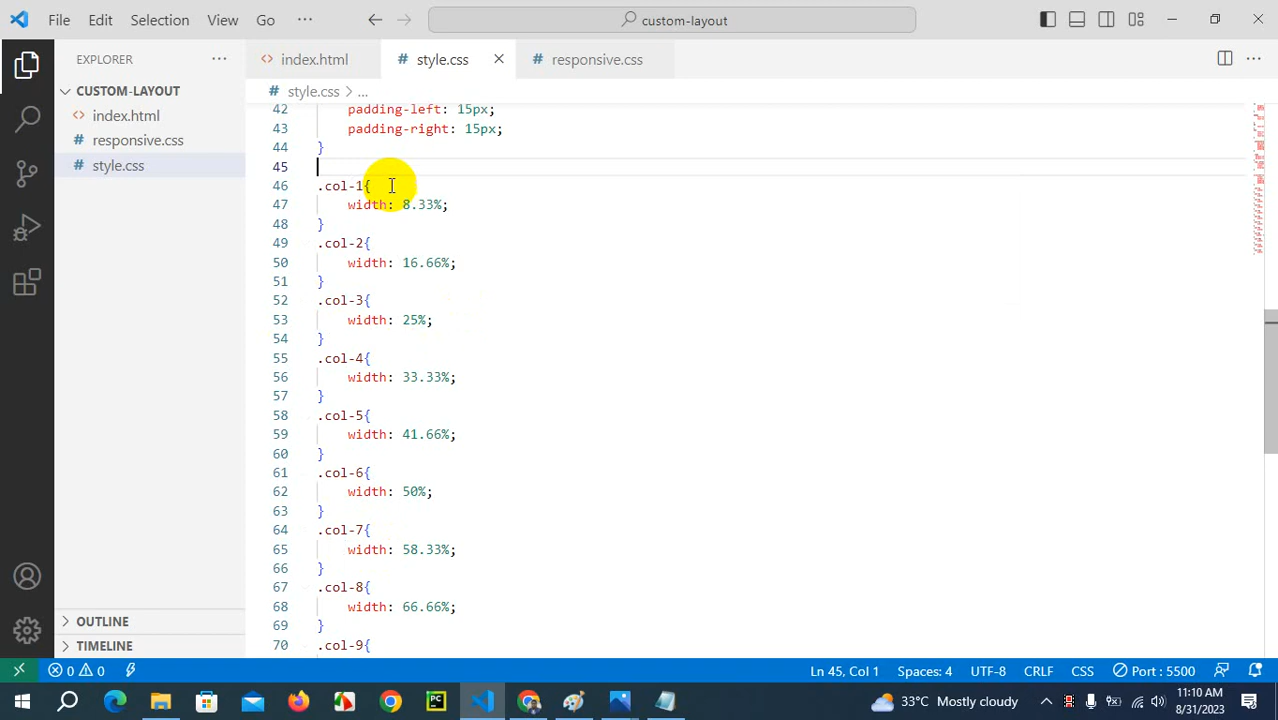 File Edit Selection View Go ··· custom-layout
EXPLORER ···
index.html
style.css
responsive.css
CUSTOM-LAYOUT
index.html
responsive.css
style.css
OUTLINE
TIMELINE
style.css > ...
42 padding-left: 15px;
43 padding-right: 15px;
44 }
45
46 .col-1{
47 width: 8.33%;
48 }
49 .col-2{
50 width: 16.66%;
51 }
52 .col-3{
53 width: 25%;
54 }
55 .col-4{
56 width: 33.33%;
57 }
58 .col-5{
59 width: 41.66%;
60 }
61 .col-6{
62 width: 50%;
63 }
64 .col-7{
65 width: 58.33%;
66 }
67 .col-8{
68 width: 66.66%;
69 }
70 .col-9{
0 0 Ln 45, Col 1 Spaces: 4 UTF-8 CRLF CSS Port : 5500
PC 33°C Mostly cloudy 11:10 AM
8/31/2023